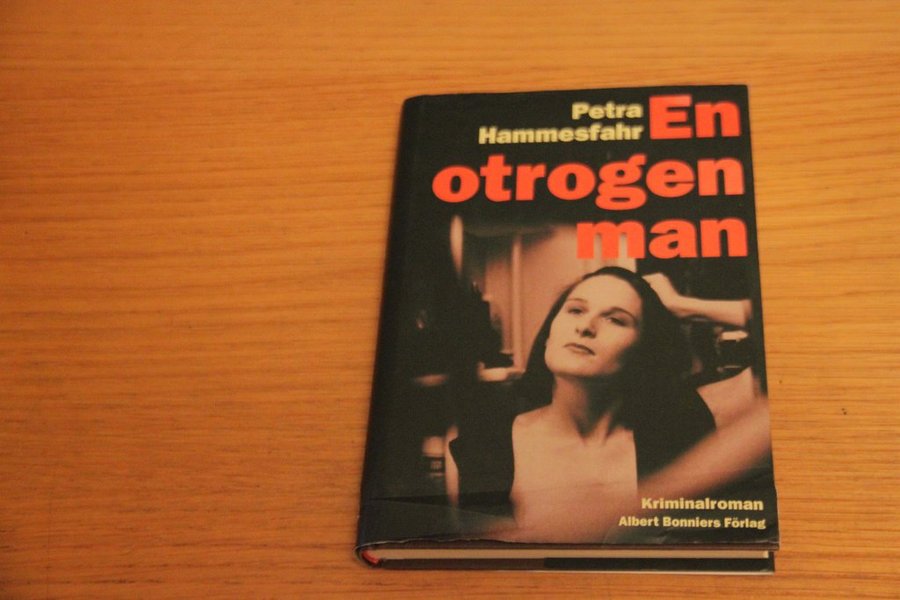 Petra
Hammesfahr
En
otrogen
man
Kriminalroman
Albert Bonniers Förlag